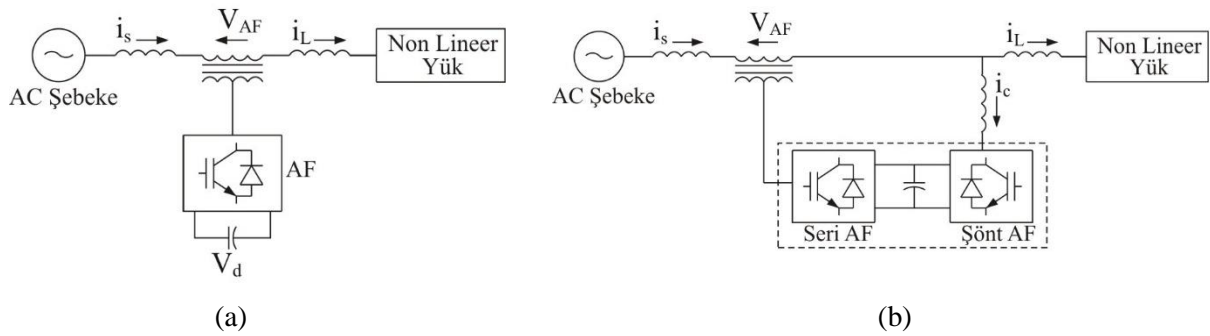 i_s
V_AF
i_L
Non Lineer
Yük
AC Şebeke
AF
V_d
(a)
i_s
V_AF
i_L
Non Lineer
Yük
AC Şebeke
i_c
Seri AF
Şönt AF
(b)